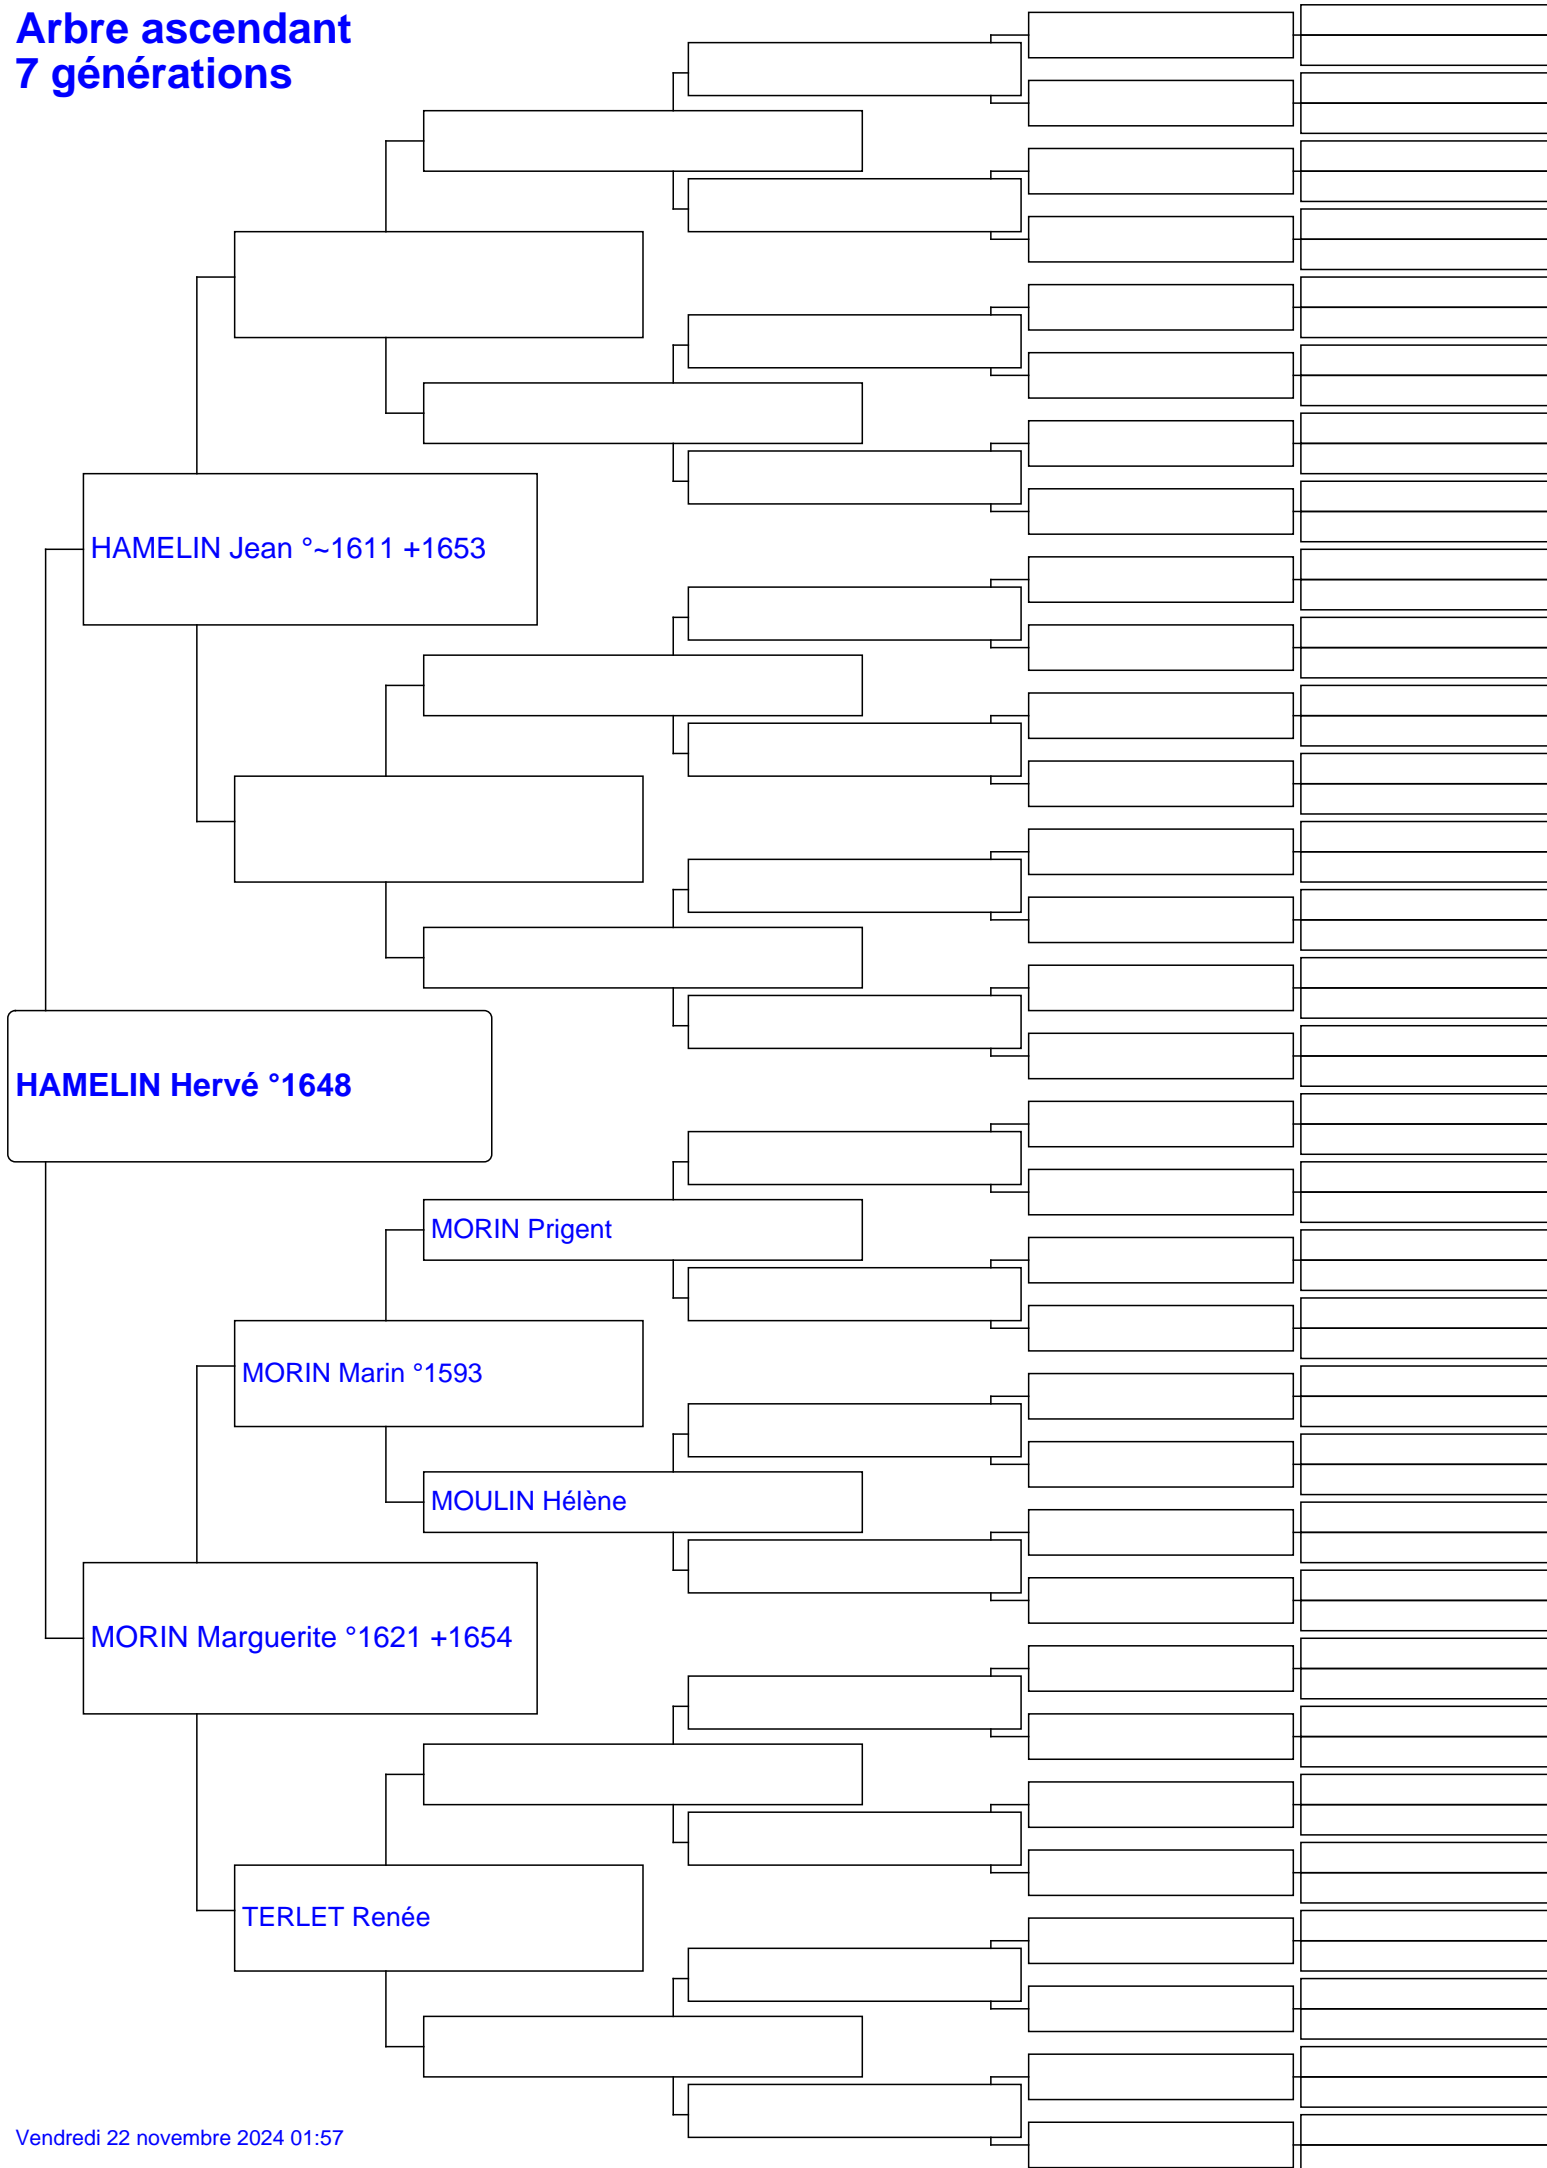 Arbre ascendant
7 générations
HAMELIN Jean °~1611 +1653
HAMELIN Hervé °1648
MORIN Prigent
MORIN Marin °1593
MOULIN Hélène
MORIN Marguerite °1621 +1654
TERLET Renée
Vendredi 22 novembre 2024 01:57